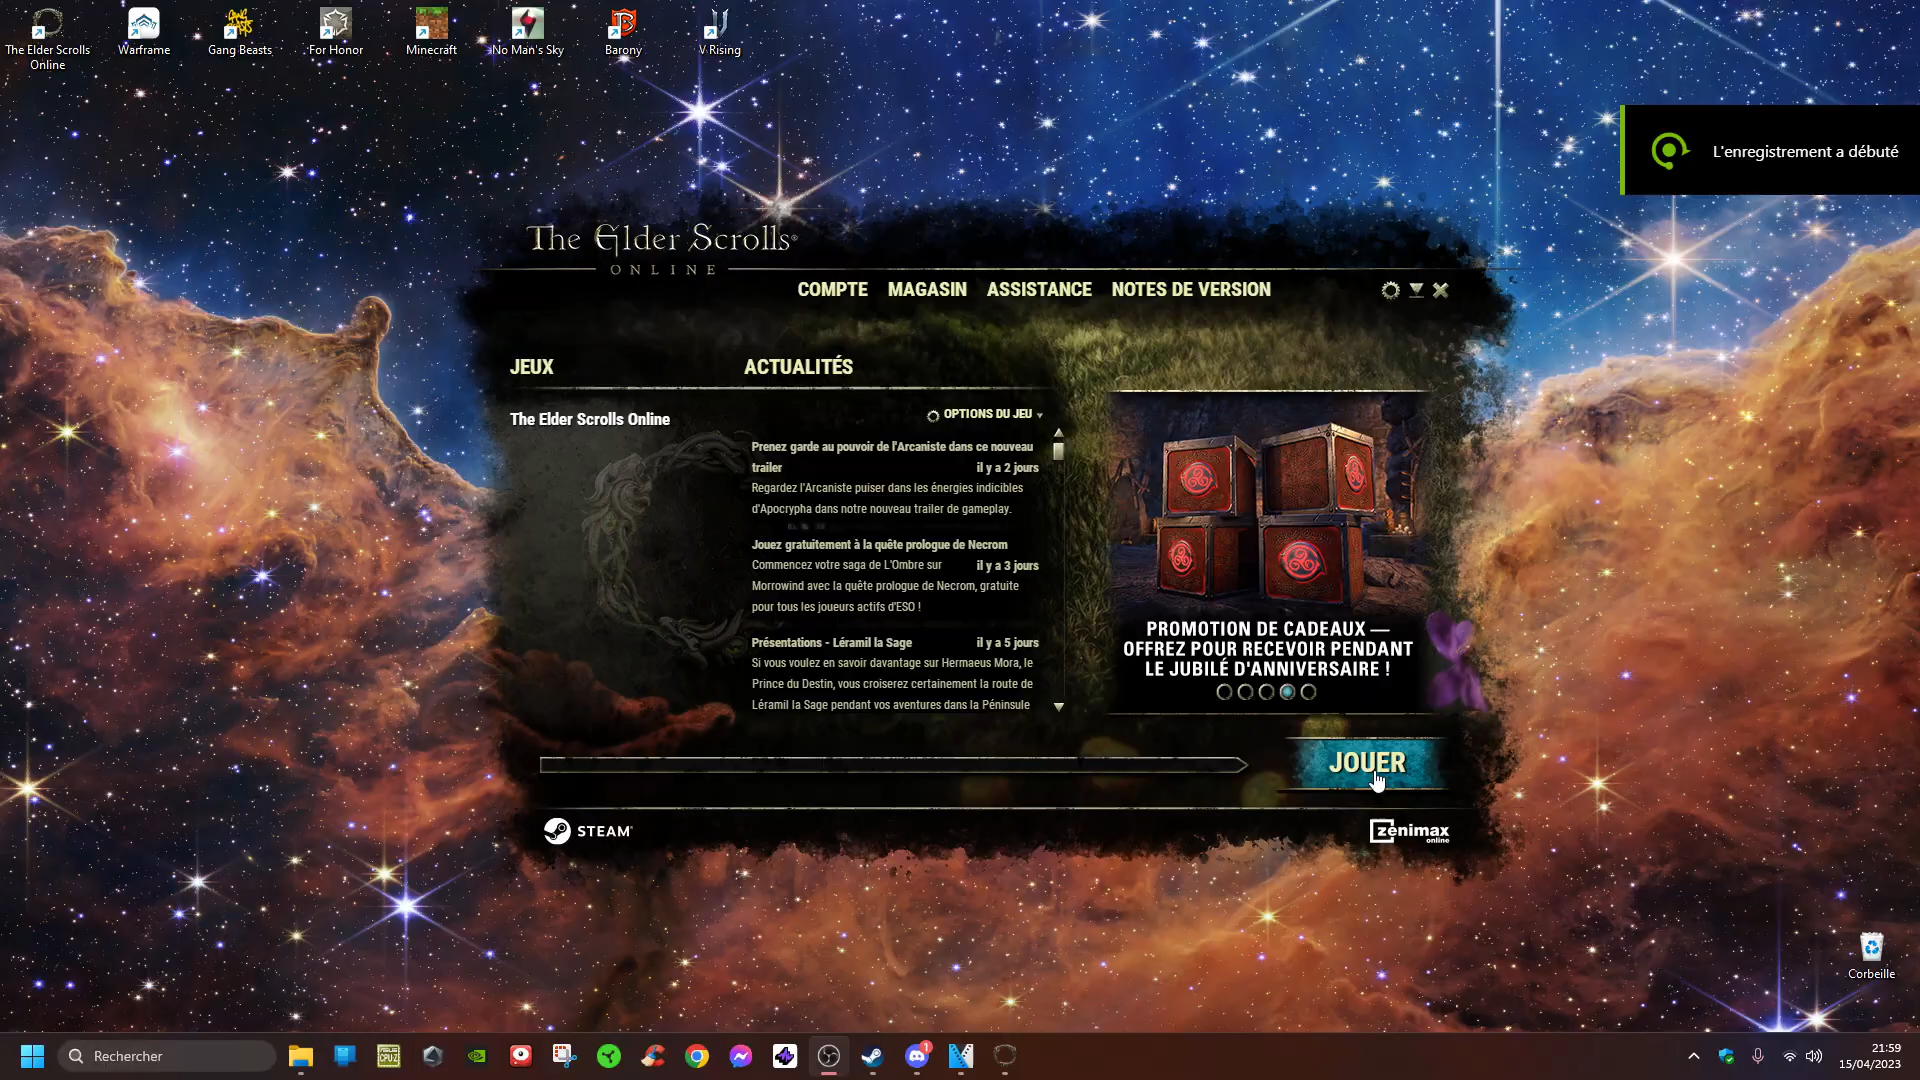 The Elder Scrolls
Online
Warframe
Gang Beasts
For Honor
Minecraft
No Man's Sky
Barony
V Rising
L'enregistrement a débuté
The Elder Scrolls®
ONLINE
COMPTE
MAGASIN
ASSISTANCE
NOTES DE VERSION
JEUX
ACTUALITÉS
The Elder Scrolls Online
OPTIONS DU JEU
Prenez garde au pouvoir de l'Arcaniste dans ce nouveau
trailer il y a 2 jours
Regardez l'Arcaniste puiser dans les énergies indicibles
d'Apocrypha dans notre nouveau trailer de gameplay.
Jouez gratuitement à la quête prologue de Necrom
Commencez votre saga de L'Ombre sur il y a 3 jours
Morrowind avec la quête prologue de Necrom, gratuite
pour tous les joueurs actifs d'ESO !
Présentations - Léramil la Sage il y a 5 jours
Si vous voulez en savoir davantage sur Hermaeus Mora, le
Prince du Destin, vous croiserez certainement la route de
Léramil la Sage pendant vos aventures dans la Péninsule
PROMOTION DE CADEAUX —
OFFREZ POUR RECEVOIR PENDANT
LE JUBILÉ D'ANNIVERSAIRE !
JOUER
STEAM
zenimax
online
Corbeille
Rechercher
CPU-Z
1
21:59
15/04/2023